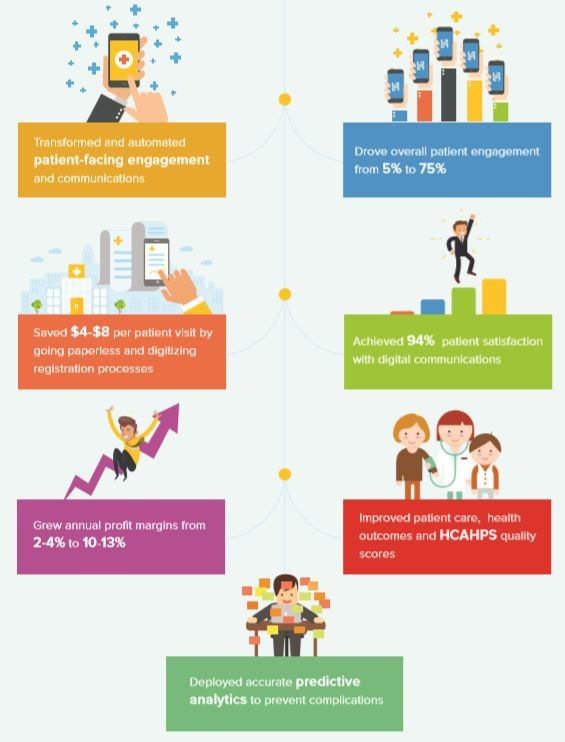 Transformed and automated
patient-facing engagement
and communications
Drove overall patient engagement
from 5% to 75%
Saved $4-$8 per patient visit by
going paperless and digitizing
registration processes
Achieved 94% patient satisfaction
with digital communications
Grew annual profit margins from
2-4% to 10-13%
Improved patient care, health
outcomes and HCAHPS quality
scores
Deployed accurate predictive
analytics to prevent complications